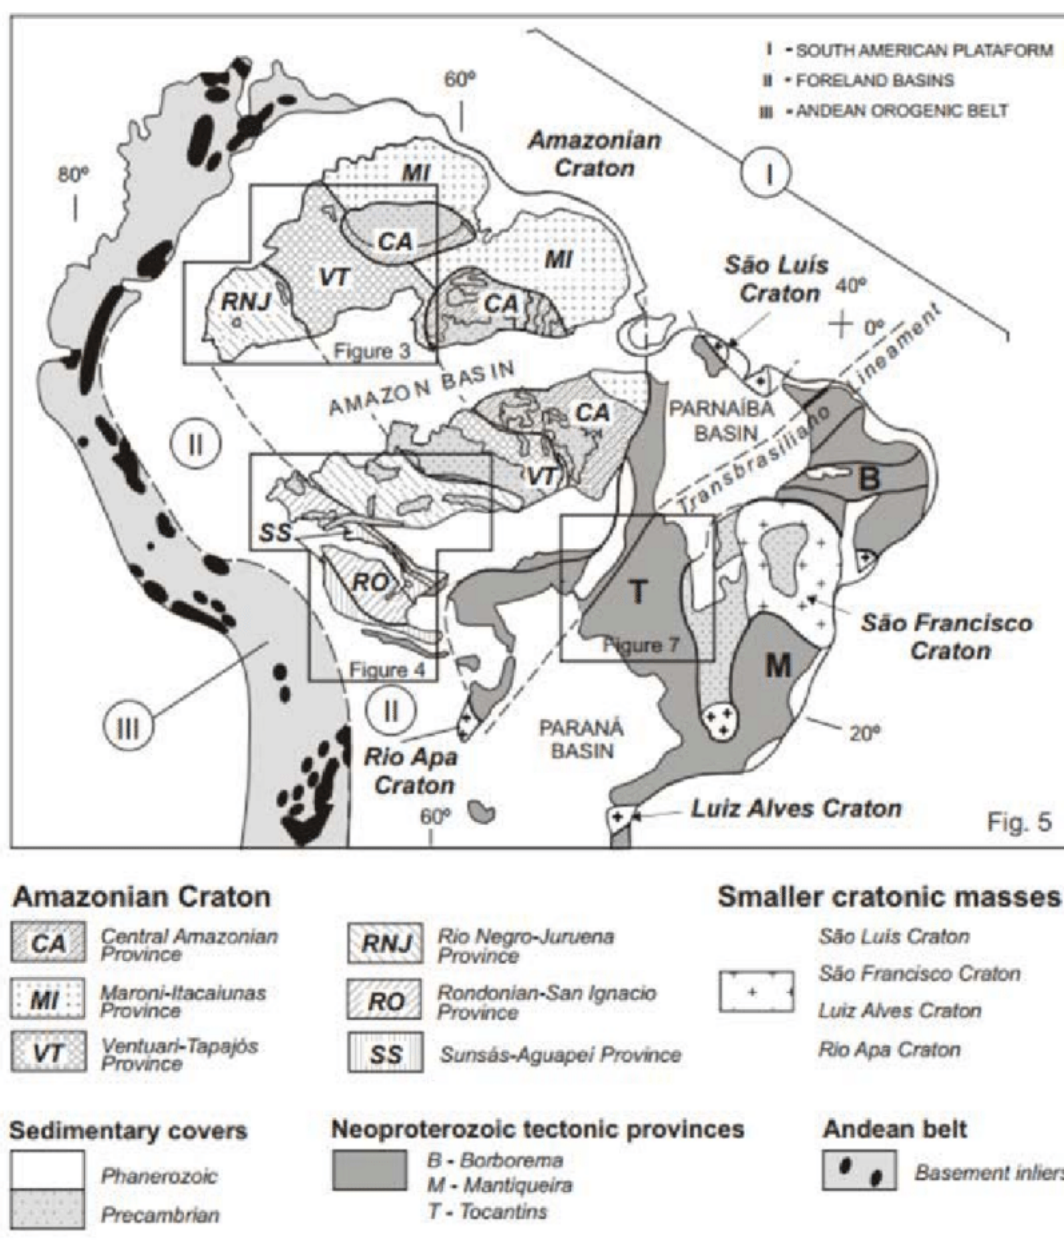 I - SOUTH AMERICAN PLATAFORM
II - FORELAND BASINS
III - ANDEAN OROGENIC BELT
60º
Amazonian
Craton
80º
I
MI
CA
MI
VT
São Luís
Craton
40º
RNJ
CA
0º
Figure 3
AMAZON BASIN
Lineament
CA
PARNAÍBA
BASIN
Transbrasiliano
II
VT
B
SS
RO
T
São Francisco
Craton
Figure 7
Figure 4
M
II
III
PARANÁ
BASIN
20º
Rio Apa
Craton
60º
Luiz Alves Craton
Fig. 5
Amazonian Craton
CA
Central Amazonian
Province
MI
Maroni-Itacaiunas
Province
VT
Ventuari-Tapajós
Province
RNJ
Rio Negro-Juruena
Province
RO
Rondonian-San Ignacio
Province
SS
Sunsás-Aguapeí Province
Smaller cratonic masses
São Luís Craton
São Francisco Craton
Luiz Alves Craton
Rio Apa Craton
Sedimentary covers
Phanerozoic
Precambrian
Neoproterozoic tectonic provinces
B - Borborema
M - Mantiqueira
T - Tocantins
Andean belt
Basement inliers